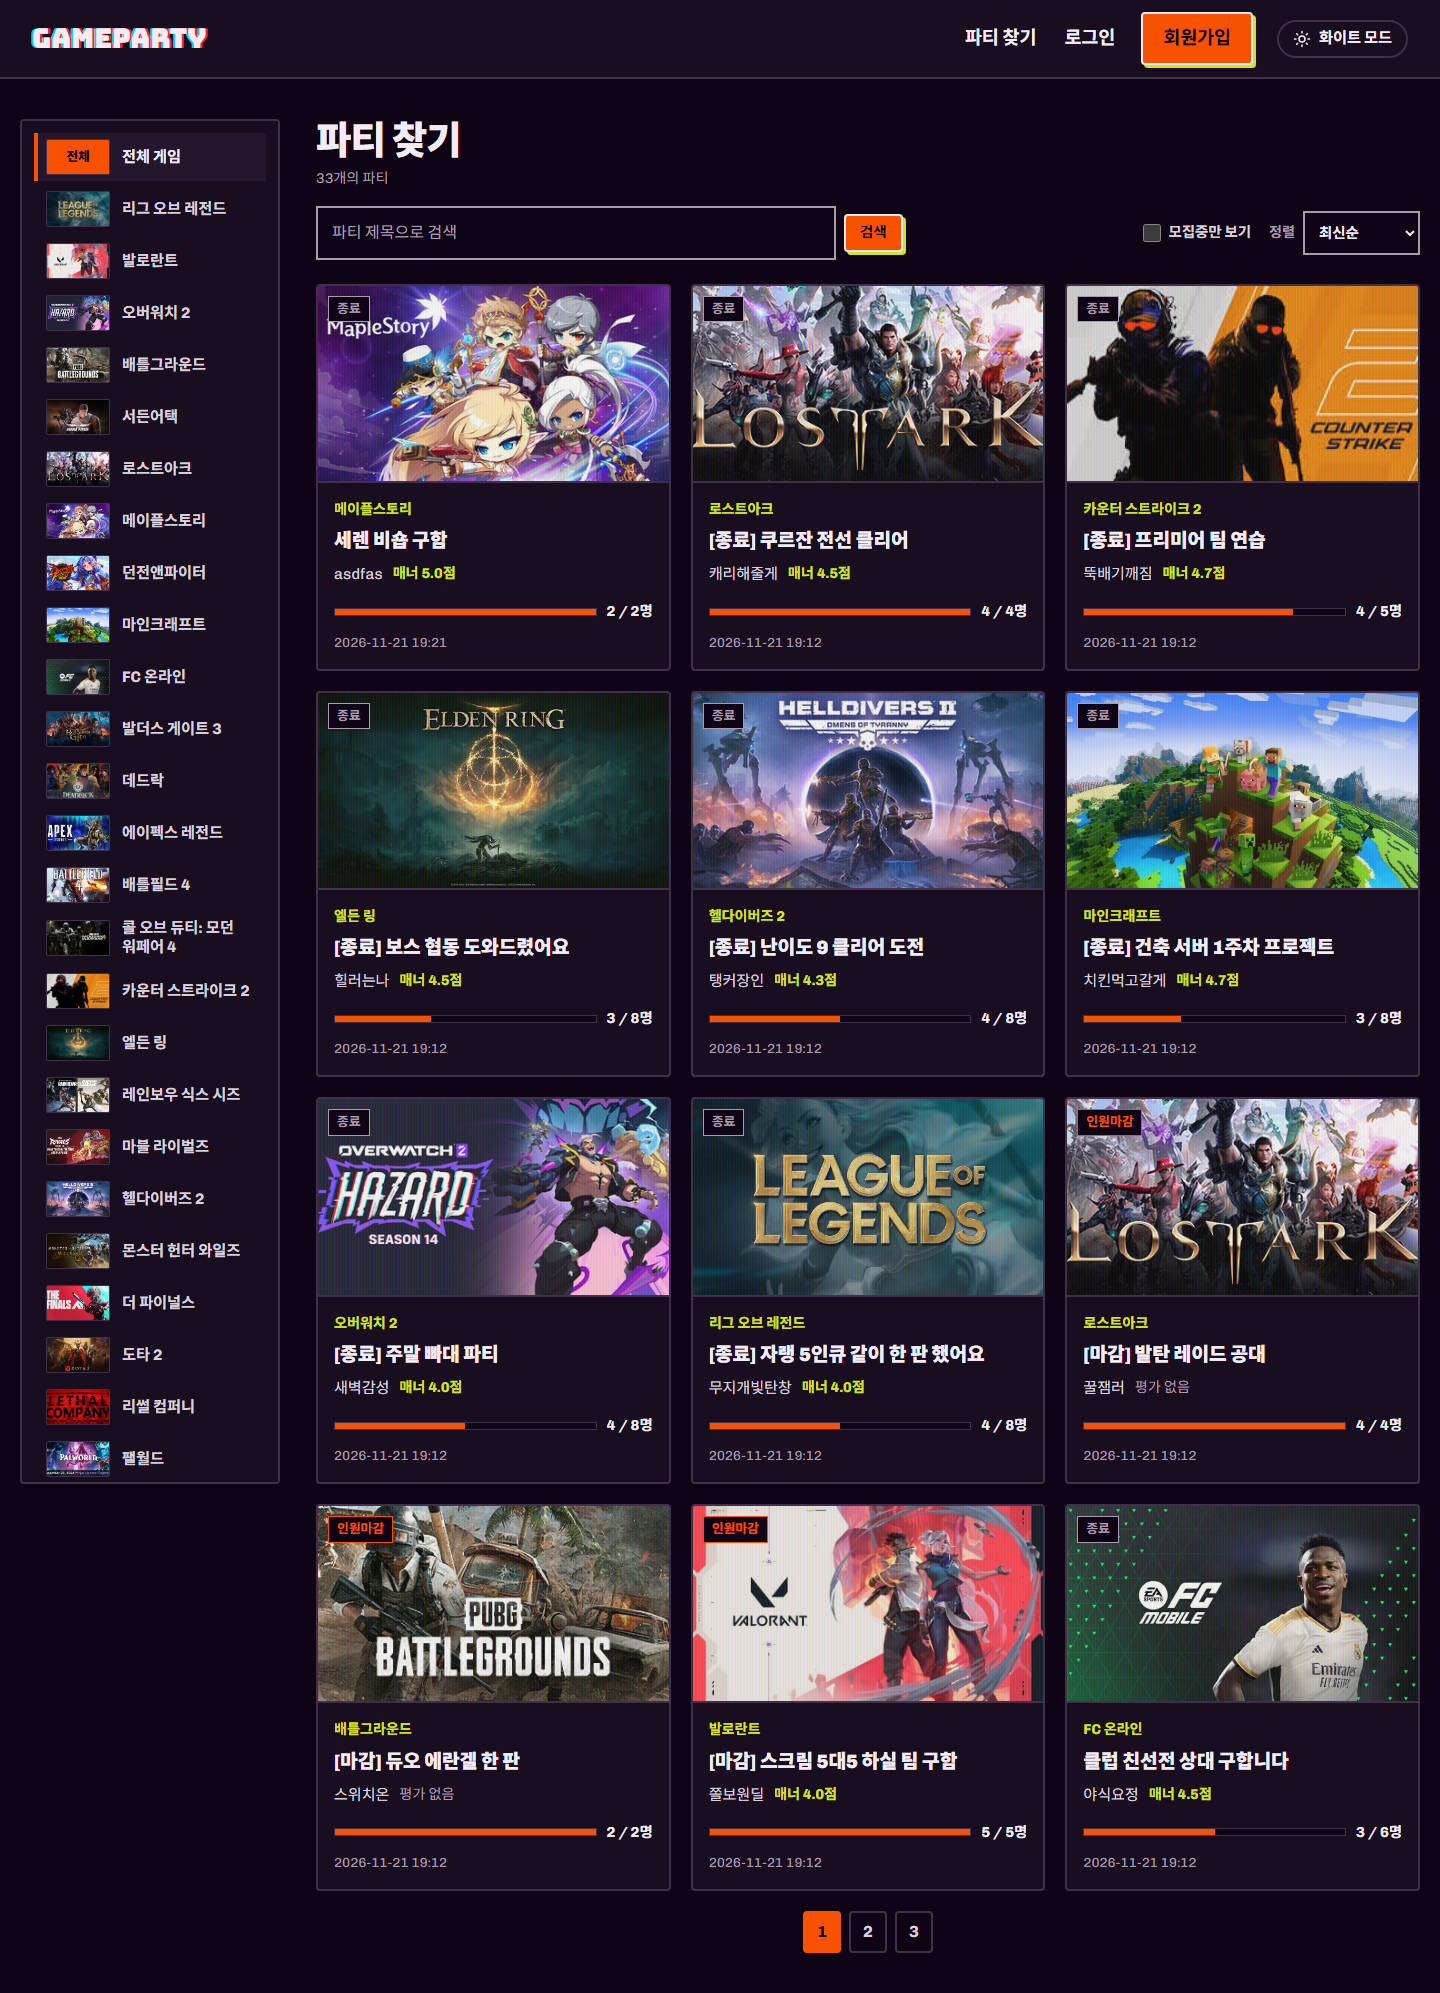 GAMEPARTY
파티 찾기
로그인
회원가입
화이트 모드
전체
전체 게임
리그 오브 레전드
발로란트
오버워치 2
배틀그라운드
서든어택
로스트아크
메이플스토리
던전앤파이터
마인크래프트
FC 온라인
발더스 게이트 3
데드락
에이펙스 레전드
배틀필드 4
콜 오브 듀티: 모던
워페어 4
카운터 스트라이크 2
엘든 링
레인보우 식스 시즈
마블 라이벌즈
헬다이버즈 2
몬스터 헌터 와일즈
더 파이널스
도타 2
리썰 컴퍼니
팰월드
파티 찾기
33개의 파티
파티 제목으로 검색
검색
모집중만 보기
정렬
최신순
종료
MapleStory
메이플스토리
세렌 비숍 구함
asdfas 매너 5.0점
2 / 2명
2026-11-21 19:21
종료
LOST ARK
로스트아크
[종료] 쿠르잔 전선 클리어
캐리해줄게 매너 4.5점
4 / 4명
2026-11-21 19:12
종료
2
COUNTER
STRIKE
카운터 스트라이크 2
[종료] 프리미어 팀 연습
뚝배기깨짐 매너 4.7점
4 / 5명
2026-11-21 19:12
종료
ELDEN RING
엘든 링
[종료] 보스 협동 도와드렸어요
힐러는나 매너 4.5점
3 / 8명
2026-11-21 19:12
종료
HELLDIVERS II
OMENS OF TYRANNY
헬다이버즈 2
[종료] 난이도 9 클리어 도전
탱커장인 매너 4.3점
4 / 8명
2026-11-21 19:12
종료
마인크래프트
[종료] 건축 서버 1주차 프로젝트
치킨먹고갈게 매너 4.7점
3 / 8명
2026-11-21 19:12
종료
OVERWATCH 2
HAZARD
SEASON 14
오버워치 2
[종료] 주말 빠대 파티
새벽감성 매너 4.0점
4 / 8명
2026-11-21 19:12
종료
LEAGUE OF
LEGENDS
리그 오브 레전드
[종료] 자랭 5인큐 같이 한 판 했어요
무지개빛탄창 매너 4.0점
4 / 8명
2026-11-21 19:12
인원마감
LOST ARK
로스트아크
[마감] 발탄 레이드 공대
꿀잼러 평가 없음
4 / 4명
2026-11-21 19:12
인원마감
PUBG
BATTLEGROUNDS
배틀그라운드
[마감] 듀오 에란겔 한 판
스위치온 평가 없음
2 / 2명
2026-11-21 19:12
인원마감
VALORANT
발로란트
[마감] 스크림 5대5 하실 팀 구함
쫄보원딜 매너 4.0점
5 / 5명
2026-11-21 19:12
종료
EA SPORTS FC
MOBILE
Emirates
FLY BETTER
FC 온라인
클럽 친선전 상대 구합니다
야식요정 매너 4.5점
3 / 6명
2026-11-21 19:12
1
2
3